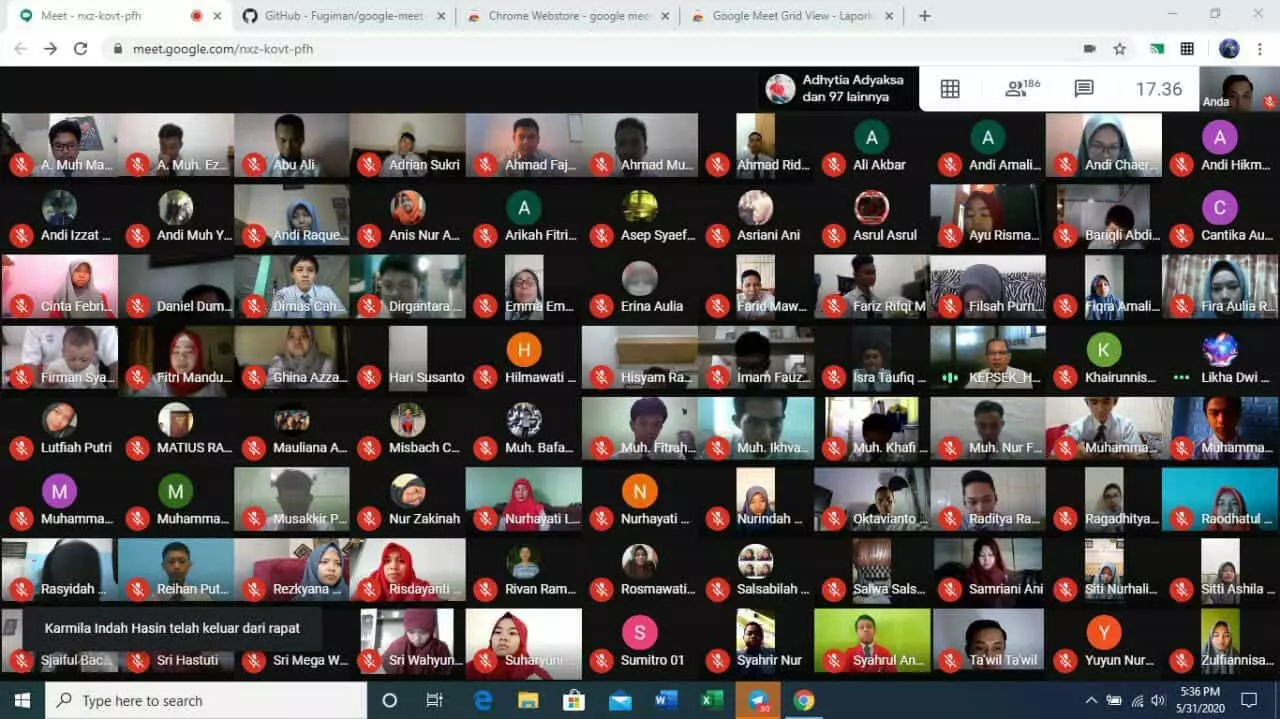 Meet - nxz-kovt-pfh
GitHub - Fugiman/google-meet
Chrome Webstore - google mee
Google Meet Grid View - Lapork
meet.google.com/nxz-kovt-pfh
Adhytia Adyaksa
dan 97 lainnya
186
17.36
Anda
A. Muh Ma...
A. Muh. Ez...
Abu Ali
Adrian Sukri
Ahmad Faj...
Ahmad Mu...
Ahmad Rid...
A
Ali Akbar
A
Andi Amali...
Andi Chaer...
A
Andi Hikm...
Andi Izzat ...
Andi Muh Y...
Andi Raque...
Anis Nur A...
A
Arikah Fitri...
Asep Syaef...
Asriani Ani
Asrul Asrul
Ayu Risma...
Bariqli Abdi...
C
Cantika Au...
Cinta Febri...
Daniel Dum...
Dimas Cah...
Dirgantara ...
Emma Em...
Erina Aulia
Farid Maw...
Fariz Rifqi M
Filsah Purn...
Fiqra Amali...
Fira Aulia R...
Firman Sya...
Fitri Mandu...
Ghina Azza...
Hari Susanto
H
Hilmawati ...
Hisyam Ra...
Imam Fauz...
Isra Taufiq ...
KEPSEK_H...
K
Khairunnis...
Likha Dwi ...
Lutfiah Putri
MATIUS RA...
Mauliana A...
Misbach C...
Muh. Bafa...
Muh. Fitrah...
Muh. Ikhva...
Muh. Khafi ...
Muh. Nur F...
Muhamma...
Muhamma...
M
Muhamma...
M
Muhamma...
Musakkir P...
Nur Zakinah
Nurhayati I...
N
Nurhayati ...
Nurindah ...
Oktavianto ...
Raditya Ra...
Ragadhitya...
Raodhatul ...
Rasyidah ...
Reihan Put...
Rezkyana ...
Risdayanti ...
Rivan Ram...
Rosmawati...
Salsabilah ...
Salwa Sals...
Samriani Ani
Siti Nurhali...
Sitti Ashila ...
Karmila Indah Hasin telah keluar dari rapat
Sjaiful Bac...
Sri Hastuti
Sri Mega W...
Sri Wahyun...
Suharyuni ...
S
Sumitro 01
Syahrir Nur
Syahrul An...
Ta'wil Ta'wil
Y
Yuyun Nur...
Zulfiannisa...
Type here to search
5:36 PM
5/31/2020